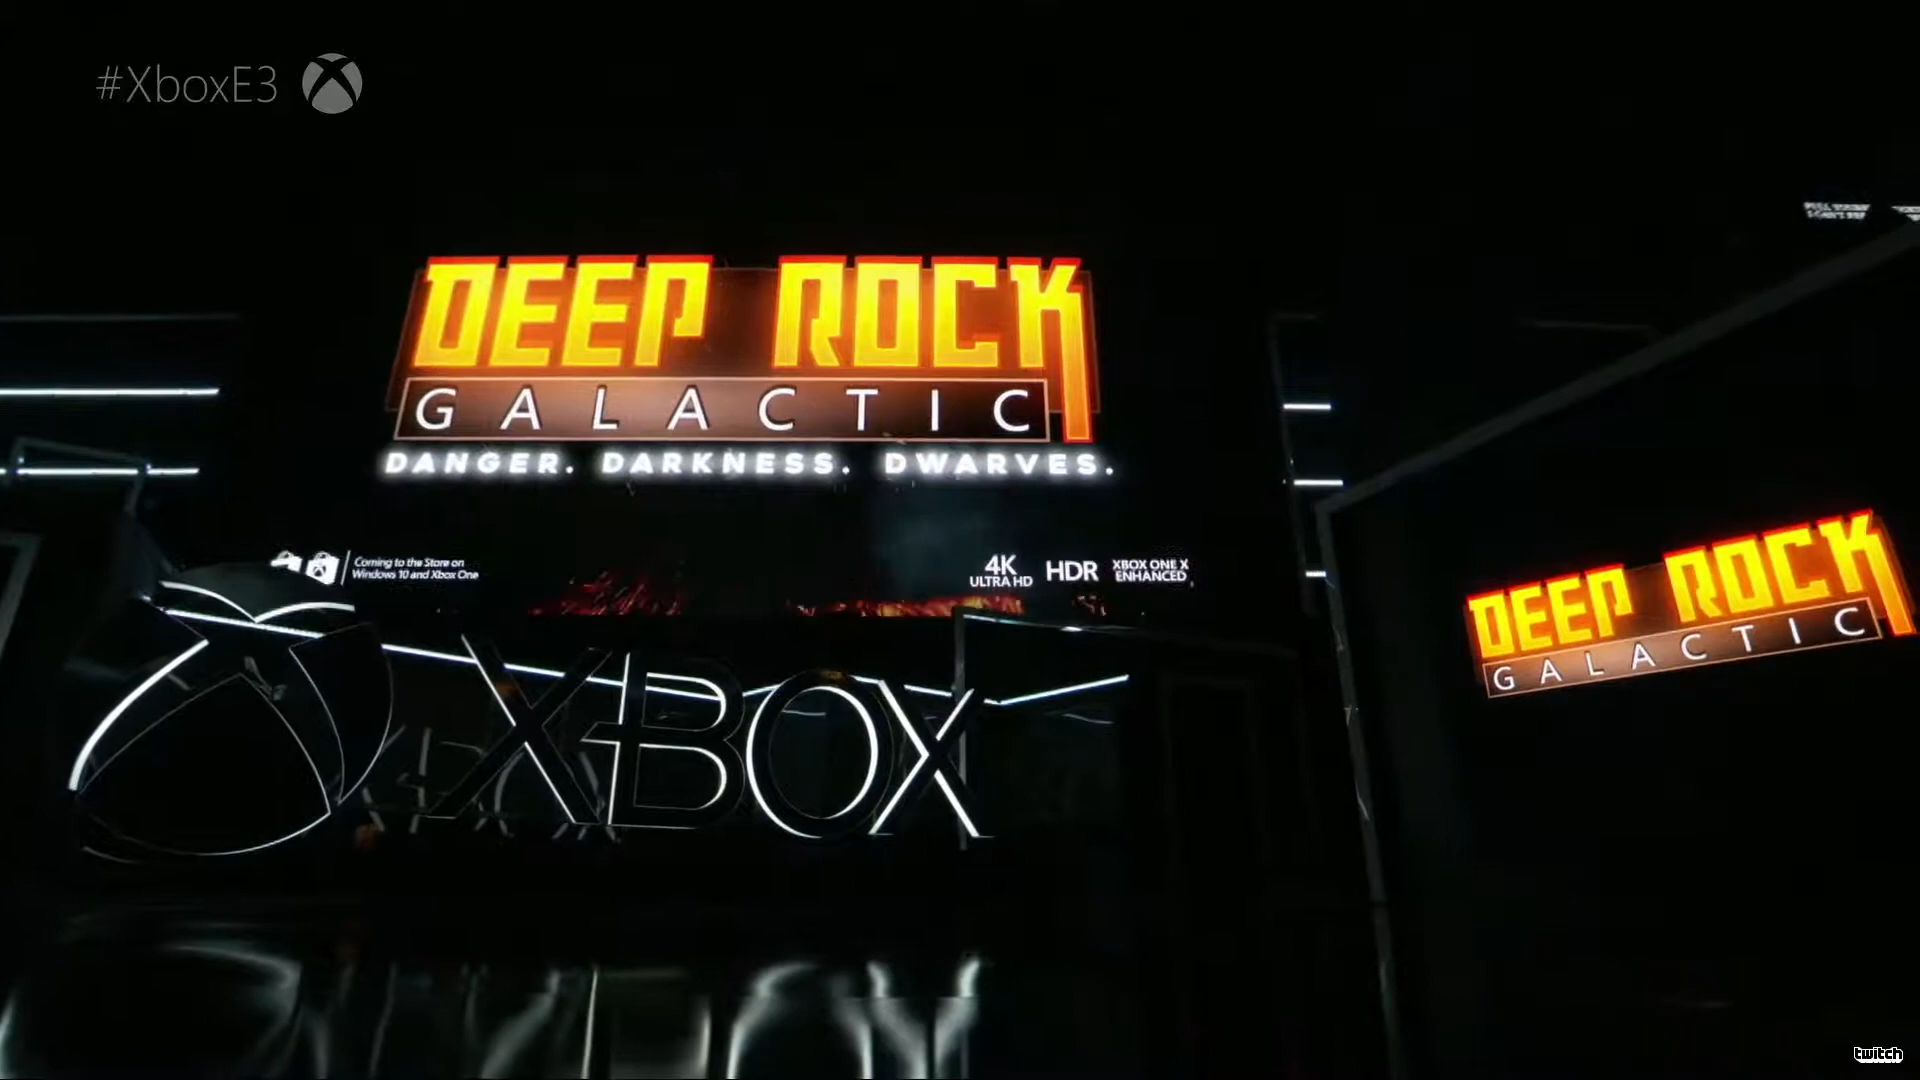 #XboxE3
DEEP ROCK
GALACTIC
DANGER. DARKNESS. DWARVES.
Coming to the Store on
Windows 10 and Xbox One
4K
ULTRA HD
HDR
XBOX ONE X
ENHANCED
XBOX
DEEP ROCK
GALACTIC
twitch